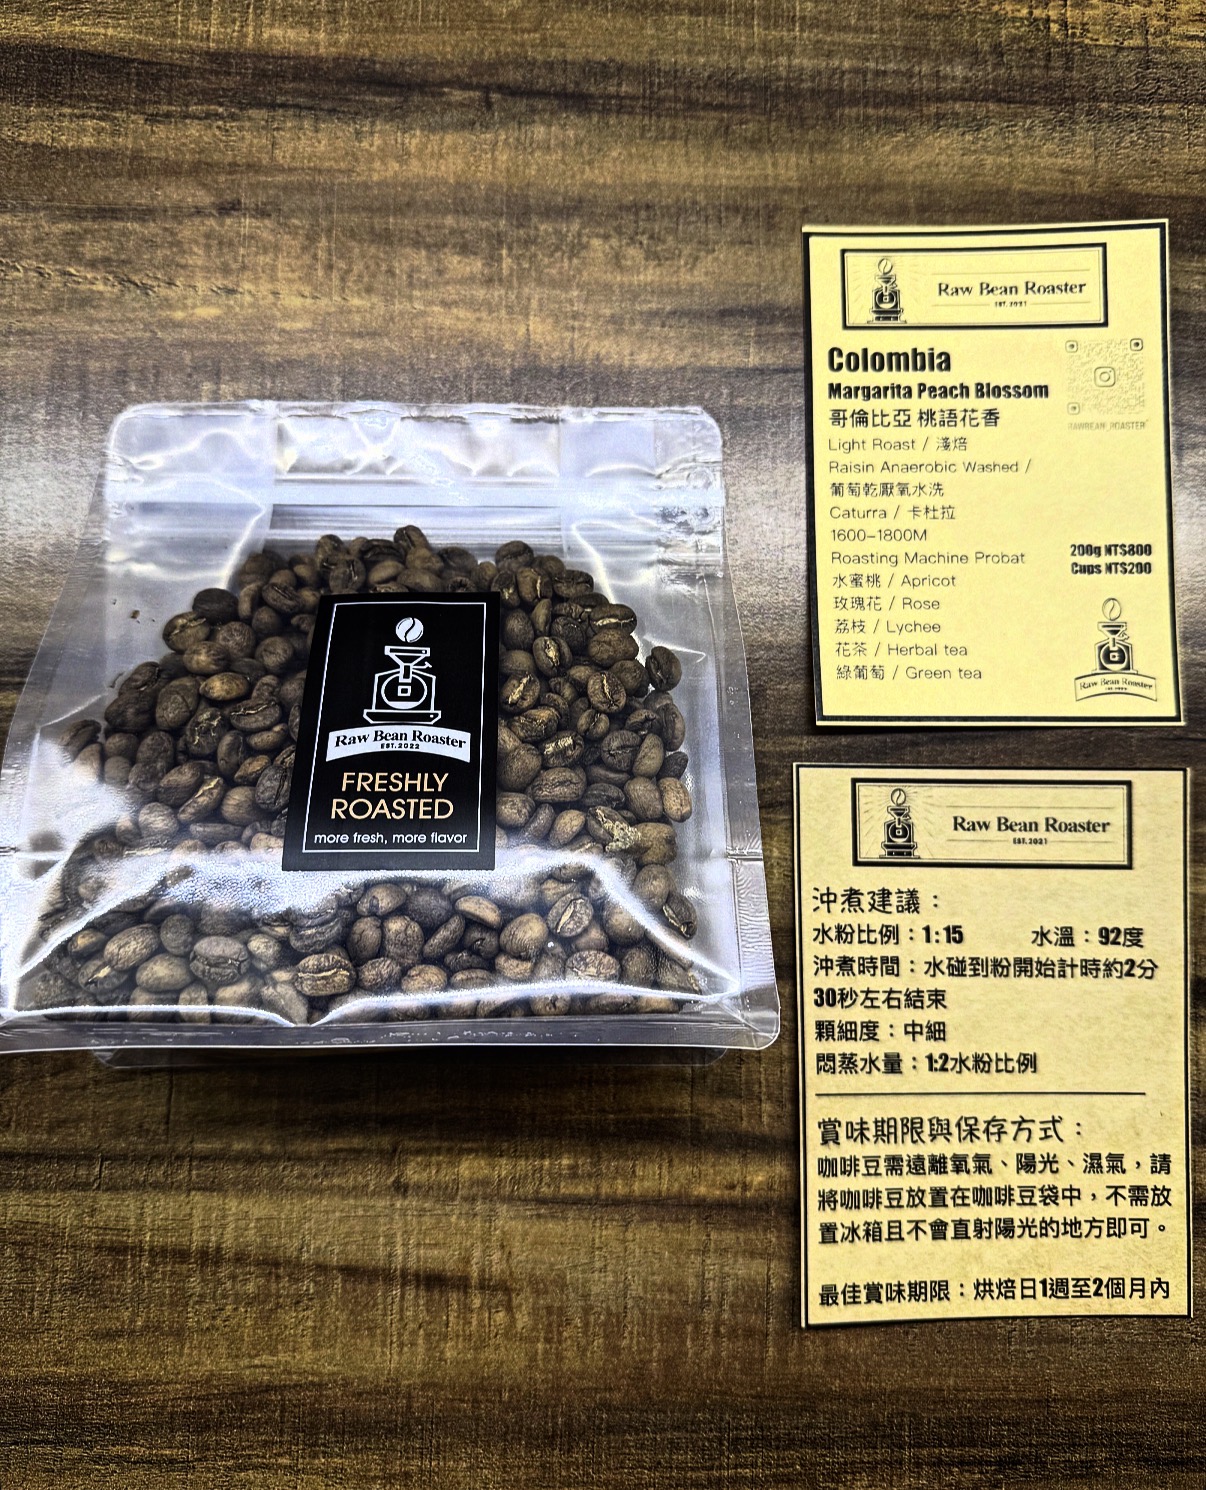 Raw Bean Roaster
EST.2022
FRESHLY
ROASTED
more fresh, more flavor
Raw Bean Roaster
EST. 2021
Colombia
Margarita Peach Blossom
哥倫比亞 桃語花香
RAWBEAN_ROASTER
Light Roast / 淺焙
Raisin Anaerobic Washed /
葡萄乾厭氧水洗
Caturra / 卡杜拉
1600-1800M
Roasting Machine Probat
水蜜桃 / Apricot
玫瑰花 / Rose
荔枝 / Lychee
花茶 / Herbal tea
綠葡萄 / Green tea
200g NT$800
Cups NT$200
Raw Bean Roaster
Raw Bean Roaster
EST.2021
沖煮建議：
水粉比例：1:15 水溫：92度
沖煮時間：水碰到粉開始計時約2分
30秒左右結束
顆細度：中細
悶蒸水量：1:2水粉比例
賞味期限與保存方式：
咖啡豆需遠離氧氣、陽光、濕氣，請
將咖啡豆放置在咖啡豆袋中，不需放
置冰箱且不會直射陽光的地方即可。
最佳賞味期限：烘焙日1週至2個月內